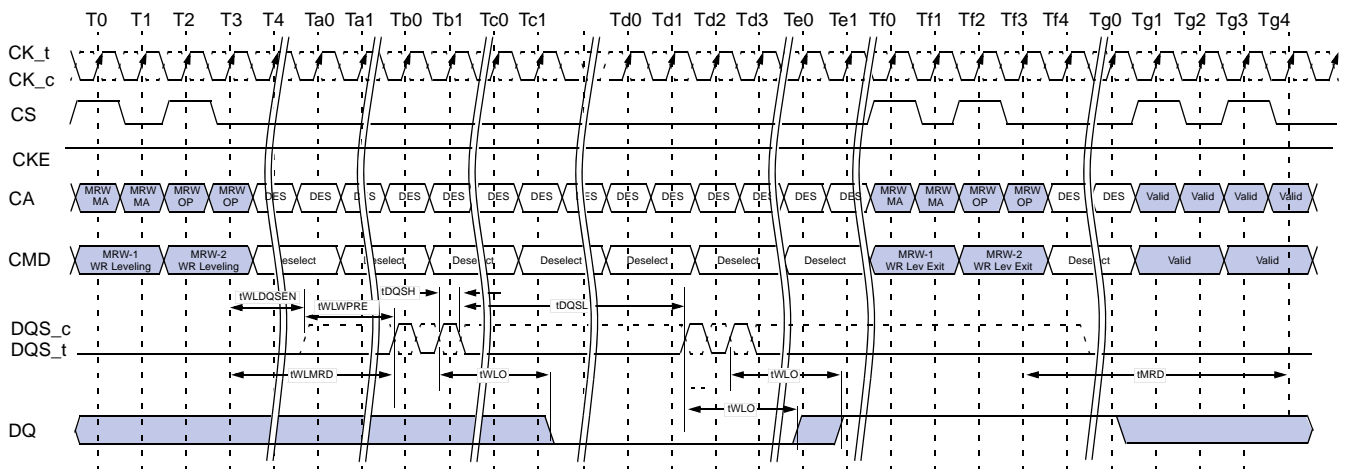 T0 T1 T2 T3 T4 Ta0 Ta1 Tb0 Tb1 Tc0 Tc1 Td0 Td1 Td2 Td3 Te0 Te1 Tf0 Tf1 Tf2 Tf3 Tf4 Tg0 Tg1 Tg2 Tg3 Tg4
CK_t
CK_c
CS
CKE
CA
MRW MRW MRW MRW DES DES DES DES DES DES DES DES DES DES DES DES DES DES MRW MRW MRW MRW DES DES Valid Valid Valid Valid
MA MA OP OP MA MA OP OP
CMD
MRW-1 MRW-2 Deselect Deselect Deselect Deselect Deselect Deselect Deselect MRW-1 MRW-2 Deselect Valid Valid
WR Leveling WR Leveling WR Lev Exit WR Lev Exit
tDQSH
tWLDQSEN tWLWPRE tDQSL
DQS_c
DQS_t
tWLMRD tWLO tWLO tMRD
tWLO
DQ